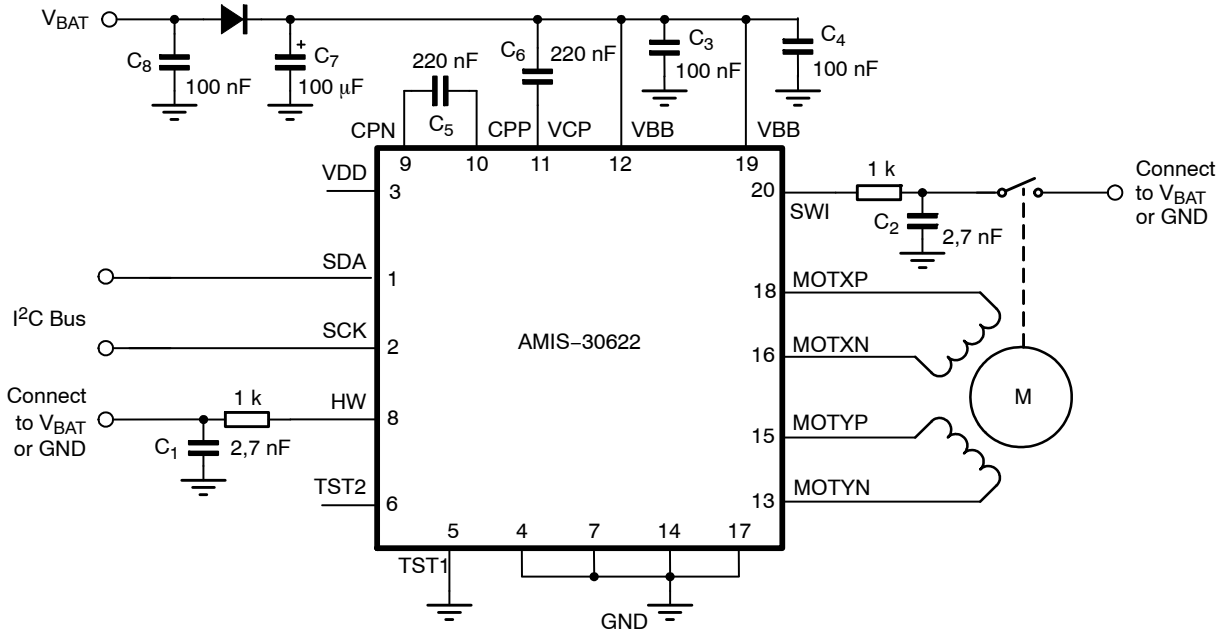 VBAT
C8
100 nF
+
C7
100 µF
220 nF
C5
C6
220 nF
C3
100 nF
C4
100 nF
CPN
CPP
VCP
VBB
VBB
9
10
11
12
19
VDD
3
20
SWI
1 k
C2
2,7 nF
Connect
to VBAT
or GND
SDA
1
I2C Bus
SCK
2
AMIS−30622
18
MOTXP
16
MOTXN
M
Connect
to VBAT
or GND
1 k
HW
8
C1
2,7 nF
15
MOTYP
13
MOTYN
TST2
6
5
4
7
14
17
TST1
GND